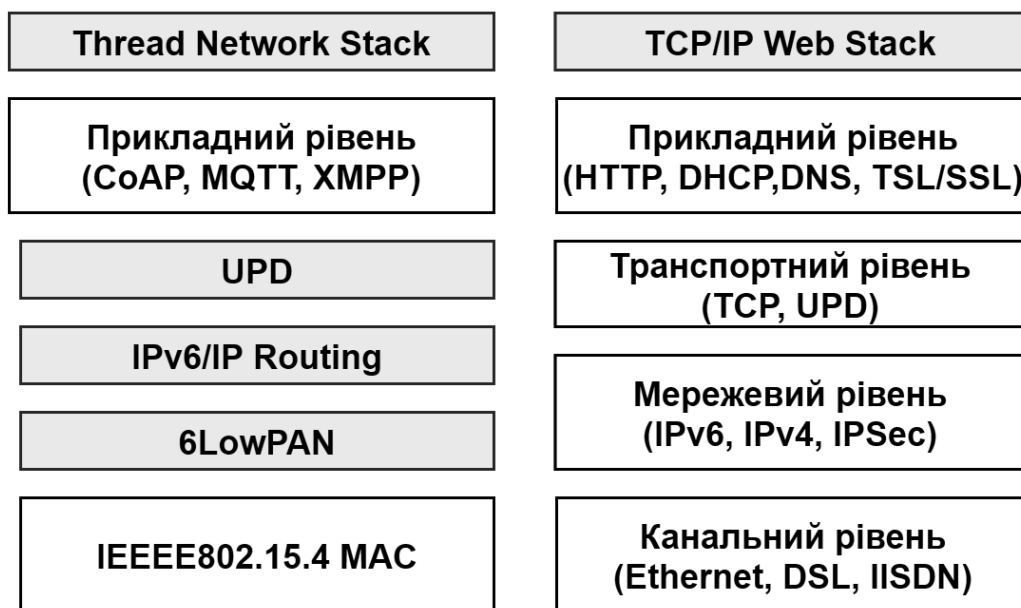 Thread Network Stack
Прикладний рівень
(CoAP, MQTT, XMPP)
UPD
IPv6/IP Routing
6LowPAN
IEEEE802.15.4 MAC
TCP/IP Web Stack
Прикладний рівень
(HTTP, DHCP,DNS, TSL/SSL)
Транспортний рівень
(TCP, UPD)
Мережевий рівень
(IPv6, IPv4, IPSec)
Канальний рівень
(Ethernet, DSL, IISDN)